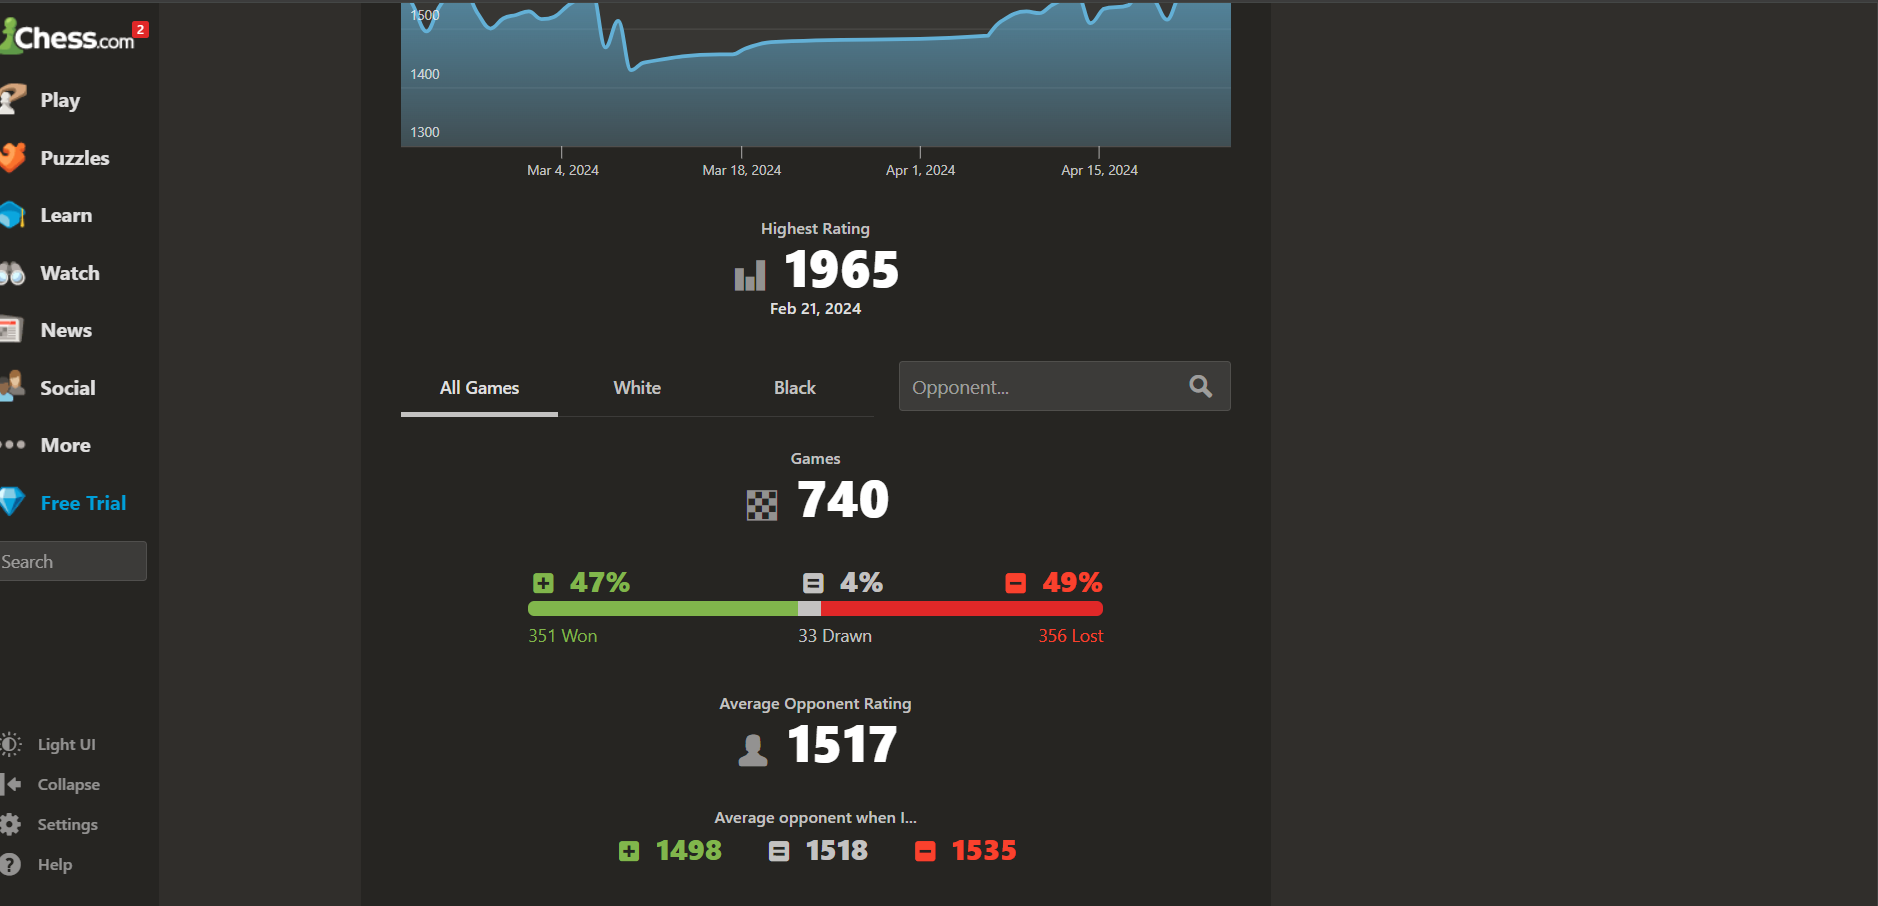 Chess.com
2
Play
Puzzles
Learn
Watch
News
Social
More
Free Trial
Search
Light UI
Collapse
Settings
Help
1500
1400
1300
Mar 4, 2024
Mar 18, 2024
Apr 1, 2024
Apr 15, 2024
Highest Rating
1965
Feb 21, 2024
All Games
White
Black
Opponent...
Games
740
47%
4%
49%
351 Won
33 Drawn
356 Lost
Average Opponent Rating
1517
Average opponent when I...
1498
1518
1535